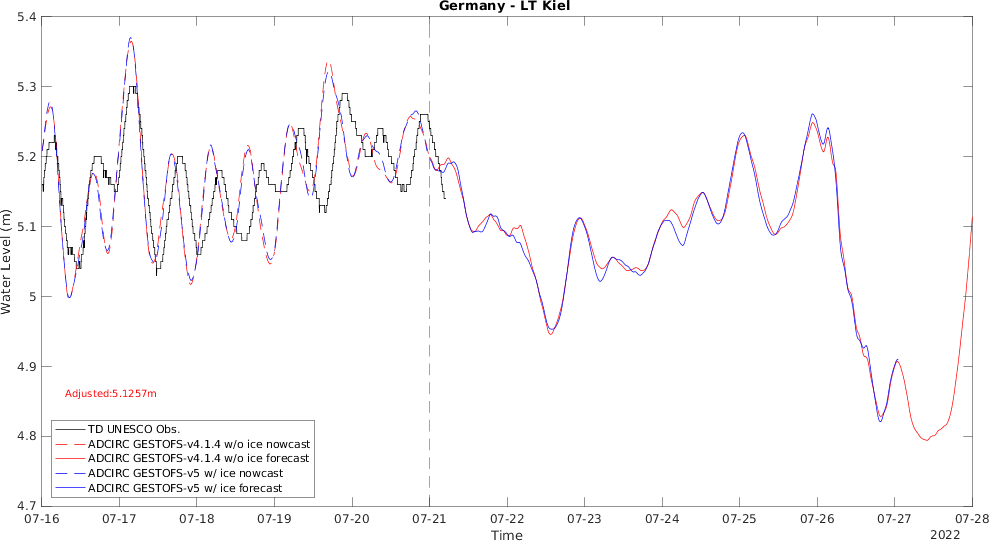 Germany - LT Kiel
5.4
5.3
5.2
5.1
5
4.9
4.8
4.7
Water Level (m)
Adjusted:5.1257m
TD UNESCO Obs.
ADCIRC GESTOFS-v4.1.4 w/o ice nowcast
ADCIRC GESTOFS-v4.1.4 w/o ice forecast
ADCIRC GESTOFS-v5 w/ ice nowcast
ADCIRC GESTOFS-v5 w/ ice forecast
07-16 07-17 07-18 07-19 07-20 07-21 07-22 07-23 07-24 07-25 07-26 07-27 07-28
Time
2022